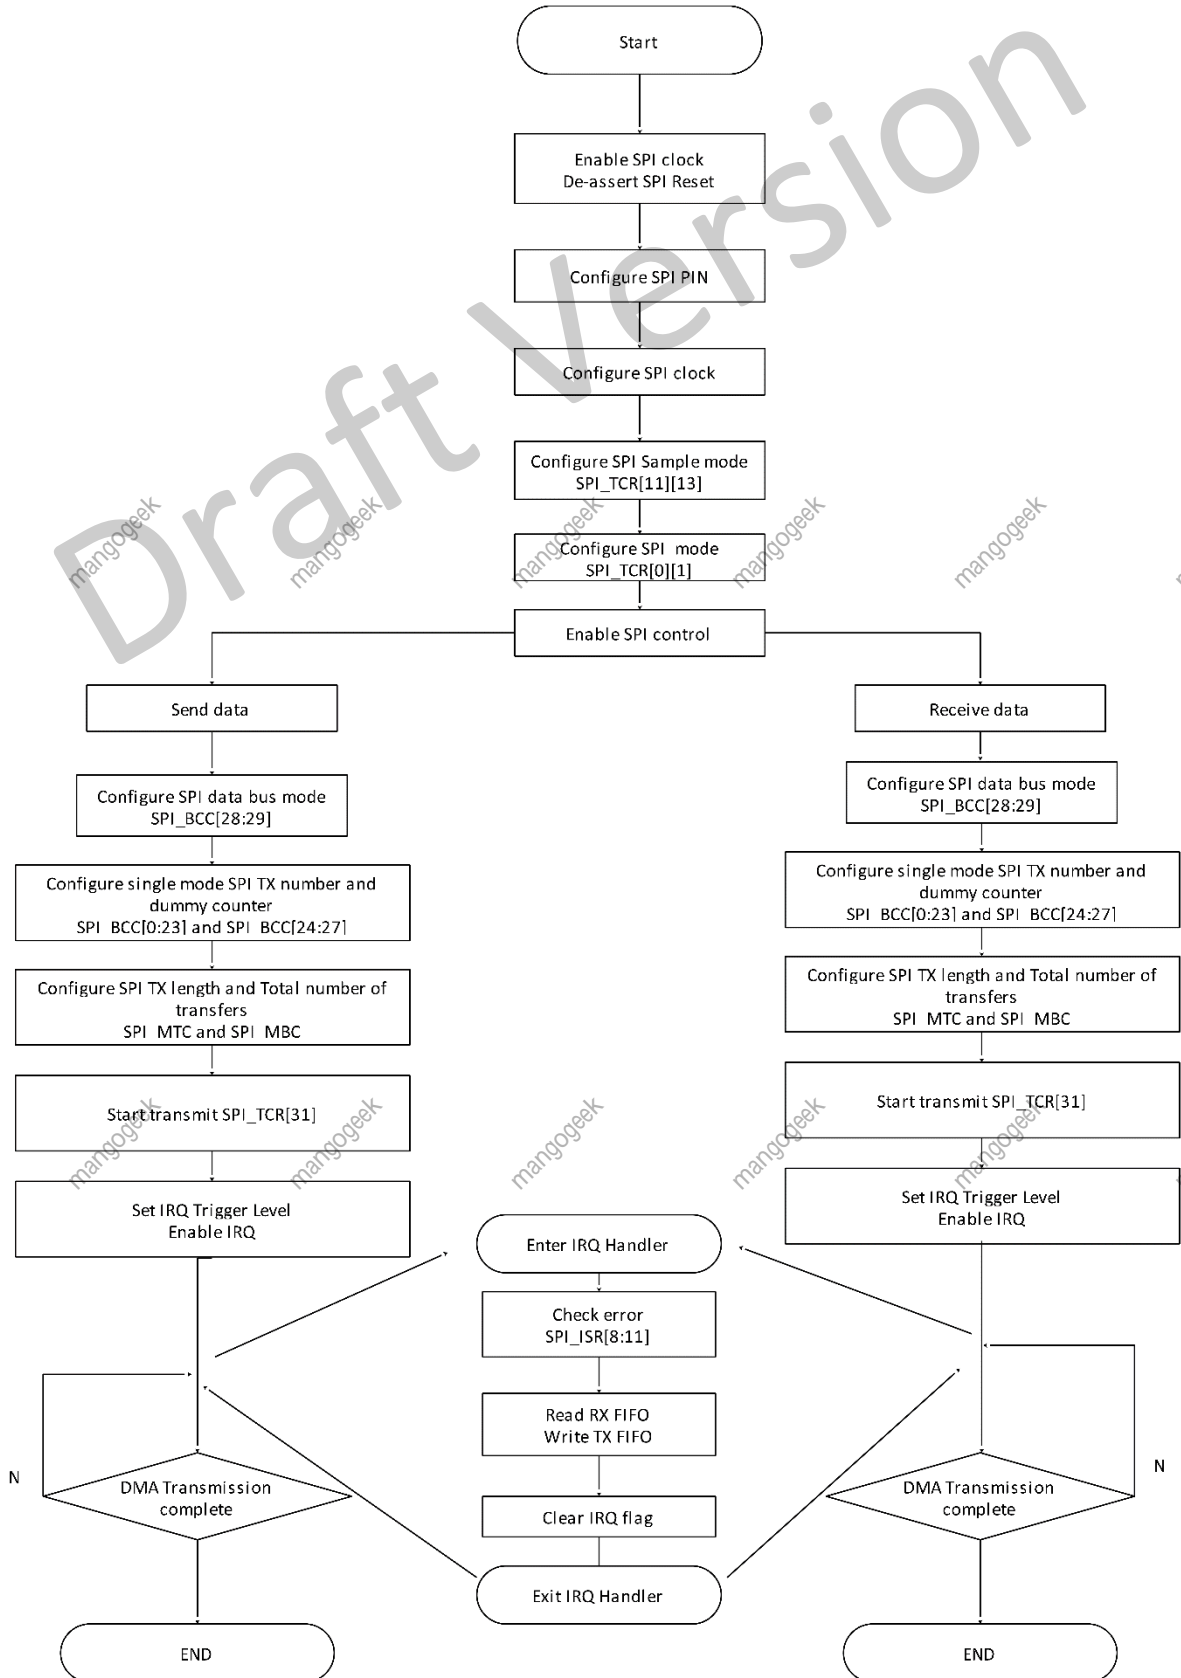 Start
Enable SPI clock
De-assert SPI Reset
Configure SPI PIN
Configure SPI clock
Configure SPI Sample mode
SPI_TCR[11][13]
Configure SPI mode
SPI_TCR[0][1]
Enable SPI control
Send data
Configure SPI data bus mode
SPI_BCC[28:29]
Configure single mode SPI TX number and
dummy counter
SPI_BCC[0:23] and SPI_BCC[24:27]
Configure SPI TX length and Total number of
transfers
SPI_MTC and SPI_MBC
Start transmit SPI_TCR[31]
Set IRQ Trigger Level
Enable IRQ
N
DMA Transmission
complete
END
Enter IRQ Handler
Check error
SPI_ISR[8:11]
Read RX FIFO
Write TX FIFO
Clear IRQ flag
Exit IRQ Handler
Receive data
Configure SPI data bus mode
SPI_BCC[28:29]
Configure single mode SPI TX number and
dummy counter
SPI_BCC[0:23] and SPI_BCC[24:27]
Configure SPI TX length and Total number of
transfers
SPI_MTC and SPI_MBC
Start transmit SPI_TCR[31]
Set IRQ Trigger Level
Enable IRQ
N
DMA Transmission
complete
END
Draft Version
mangogeek
mangogeek
mangogeek
mangogeek
mangogeek
mangogeek
mangogeek
mangogeek
mangogeek
mangogeek